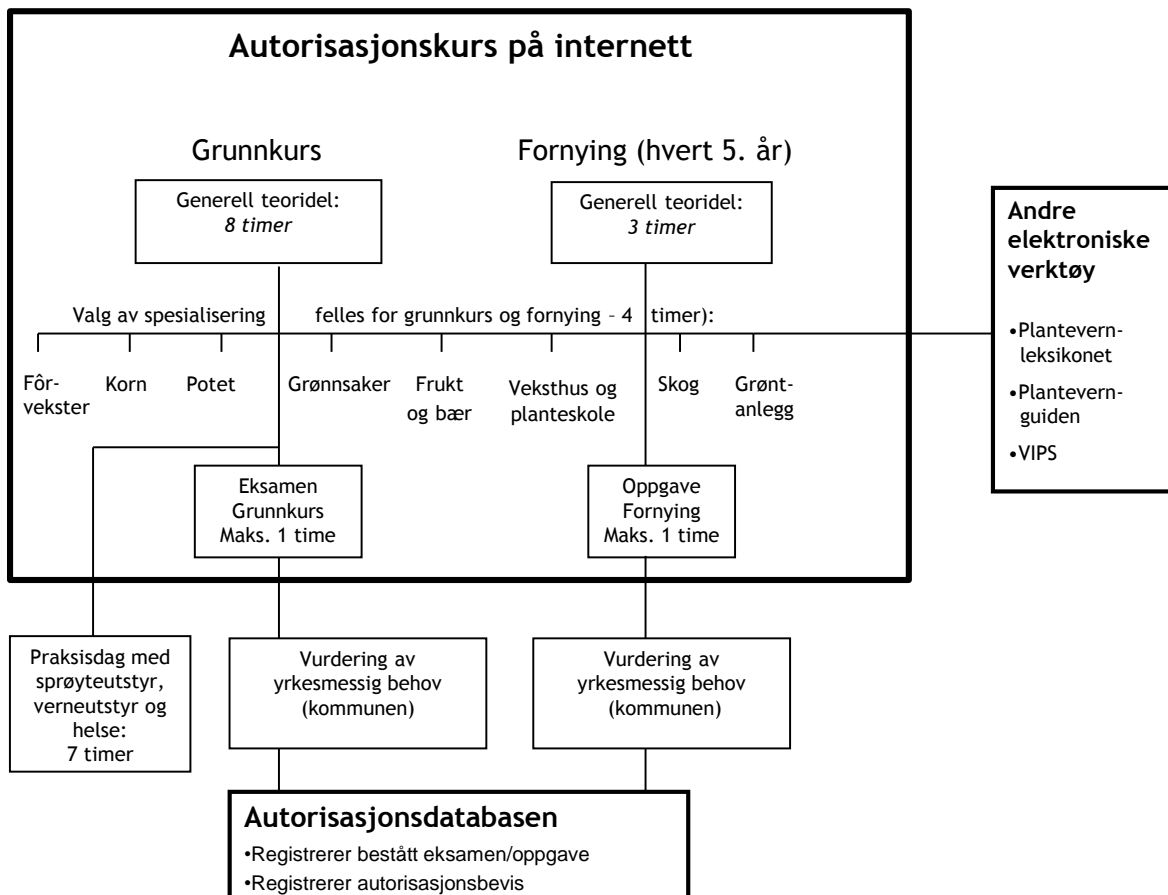 Autorisasjonskurs på internett
Grunnkurs
Fornying (hvert 5. år)
Generell teoridel:
8 timer
Generell teoridel:
3 timer
Andre
elektroniske
verktøy
•Plantevern-
leksikonet
•Plantevern-
guiden
•VIPS
Valg av spesialisering felles for grunnkurs og fornying – 4 timer):
Fôr-
vekster
Korn
Potet
Grønnsaker
Frukt
og bær
Veksthus og
planteskole
Skog
Grønt-
anlegg
Eksamen
Grunnkurs
Maks. 1 time
Oppgave
Fornying
Maks. 1 time
Praksisdag med
sprøyteutstyr,
verneutstyr og
helse:
7 timer
Vurdering av
yrkesmessig behov
(kommunen)
Vurdering av
yrkesmessig behov
(kommunen)
Autorisasjonsdatabasen
•Registrerer bestått eksamen/oppgave
•Registrerer autorisasjonsbevis